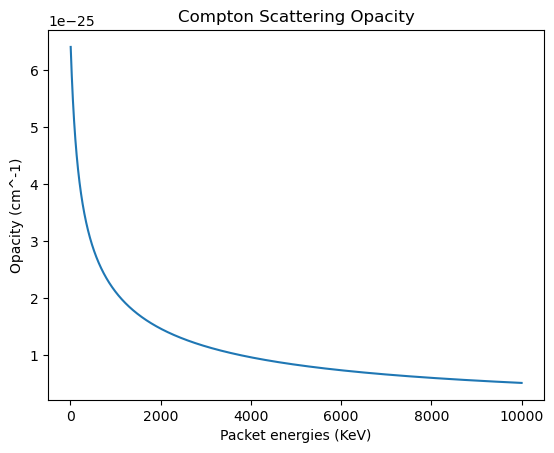 Compton Scattering Opacity
1e−25
6
5
4
3
2
1
Opacity (cm^-1)
0 2000 4000 6000 8000 10000
Packet energies (KeV)